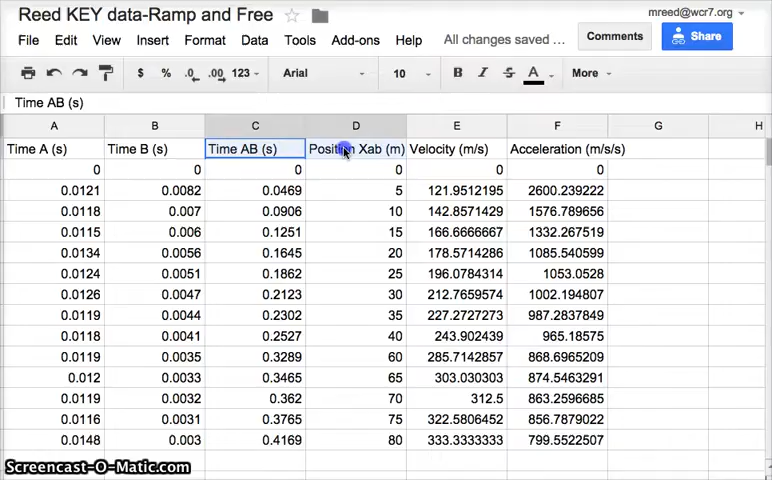 Reed KEY data-Ramp and Free
mreed@wcr7.org
File Edit View Insert Format Data Tools Add-ons Help All changes saved ... Comments Share
$ % .0 .00 123 Arial 10 B I S A More
Time AB (s)
A B C D E F G H
Time A (s) Time B (s) Time AB (s) Position Xab (m) Velocity (m/s) Acceleration (m/s/s)
0 0 0 0 0 0
0.0121 0.0082 0.0469 5 121.9512195 2600.239222
0.0118 0.007 0.0906 10 142.8571429 1576.789656
0.0115 0.006 0.1251 15 166.6666667 1332.267519
0.0134 0.0056 0.1645 20 178.5714286 1085.540599
0.0124 0.0051 0.1862 25 196.0784314 1053.0528
0.0126 0.0047 0.2123 30 212.7659574 1002.194807
0.0119 0.0044 0.2302 35 227.2727273 987.2837849
0.0118 0.0041 0.2527 40 243.902439 965.18575
0.0119 0.0035 0.3289 60 285.7142857 868.6965209
0.012 0.0033 0.3465 65 303.030303 874.5463291
0.0119 0.0032 0.362 70 312.5 863.2596685
0.0116 0.0031 0.3765 75 322.5806452 856.7879022
0.0148 0.003 0.4169 80 333.3333333 799.5522507
Screencast-O-Matic.com